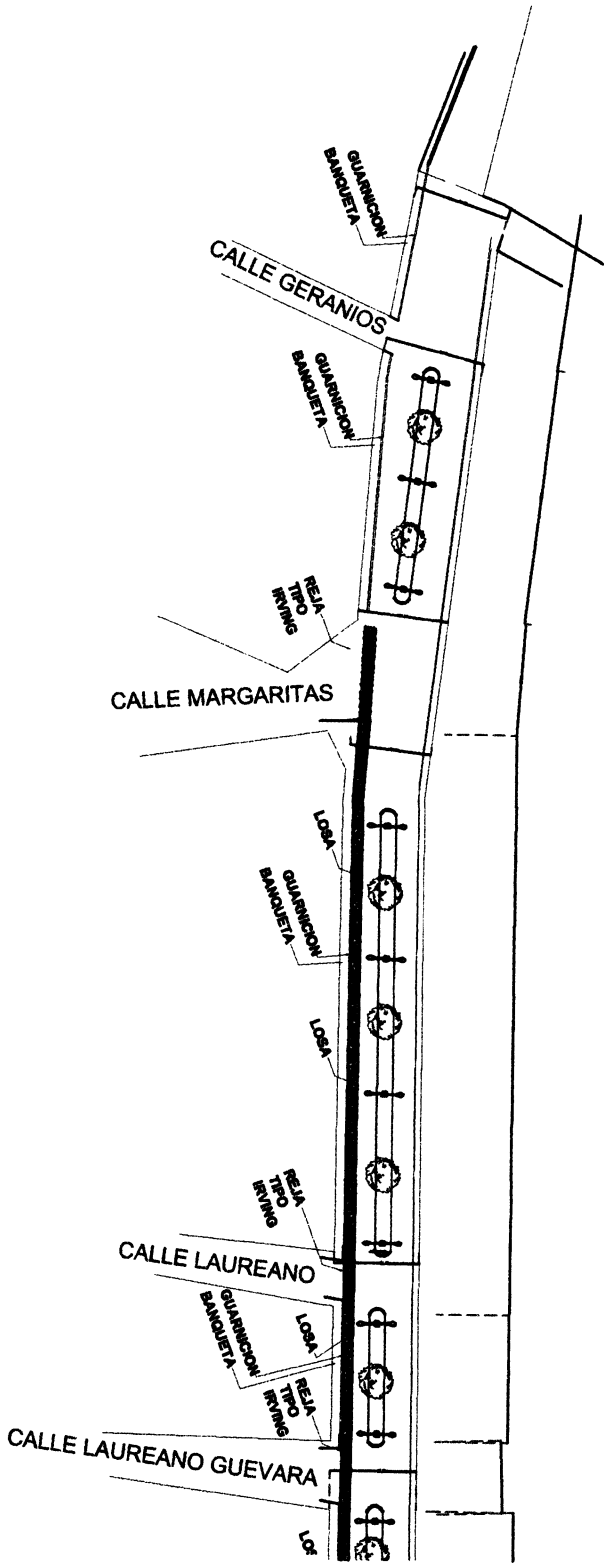 GUARNICION
BANQUETA
CALLE GERANIOS
GUARNICION
BANQUETA
REJA
TIPO
IRVING
CALLE MARGARITAS
LOSA
GUARNICION
BANQUETA
LOSA
REJA
TIPO
IRVING
CALLE LAUREANO
LOSA
GUARNICION
BANQUETA
REJA
TIPO
IRVING
CALLE LAUREANO GUEVARA